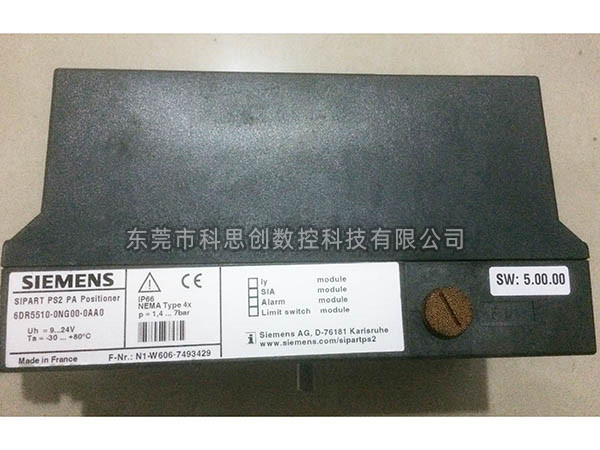 东莞市科思创数控科技有限公司
SIEMENS
SIPART PS2 PA Positioner
6DR5510-0NG00-0AA0
Uh = 9...24V
Ta = -30 ... +80°C
Made in France
F-Nr.: N1-W606-7493429
IP66
NEMA Type 4x
p = 1,4 ... 7bar
Iy module
SIA module
Alarm module
Limit switch module
Siemens AG, D-76181 Karlsruhe
www.siemens.com/sipartps2
SW: 5.00.00